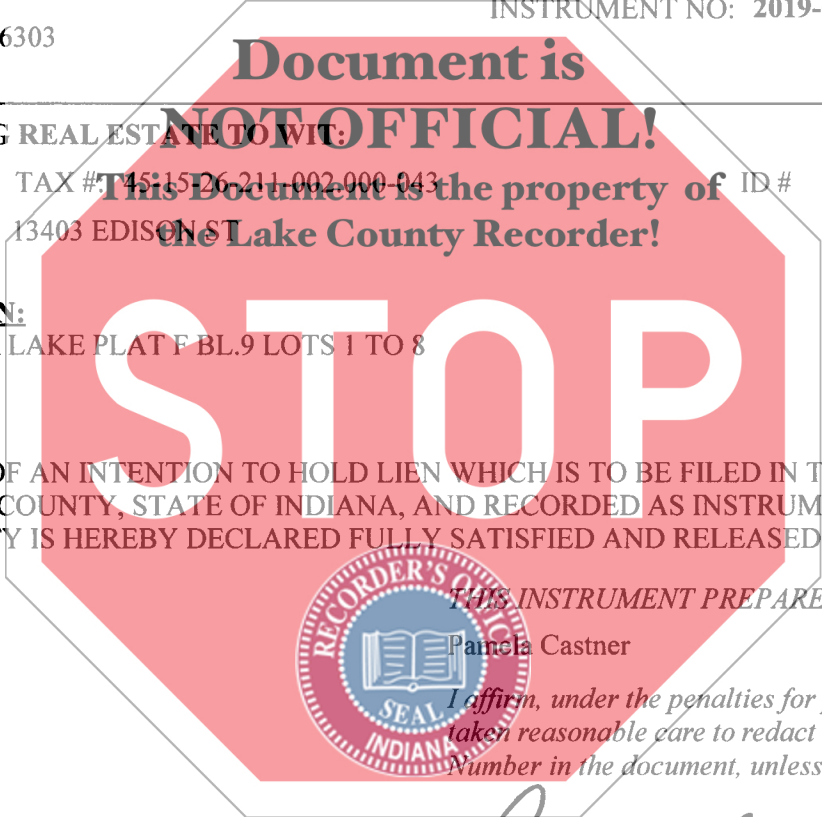 INSTRUMENT NO: 2019-
6303
Document is
NOT OFFICIAL!
G REAL ESTATE TO WIT:
TAX #: 45-15-26-211-002.000-043 ID #
This Document is the property of
13403 EDISON ST
the Lake County Recorder!
N:
LAKE PLAT F BL.9 LOTS 1 TO 8
STOP
OF AN INTENTION TO HOLD LIEN WHICH IS TO BE FILED IN T
COUNTY, STATE OF INDIANA, AND RECORDED AS INSTRUM
Y IS HEREBY DECLARED FULLY SATISFIED AND RELEASED
THIS INSTRUMENT PREPARE
Pamela Castner
RECORDER'S OFFIC
SEAL
INDIANA
I affirm, under the penalties for
taken reasonable care to redact
Number in the document, unless